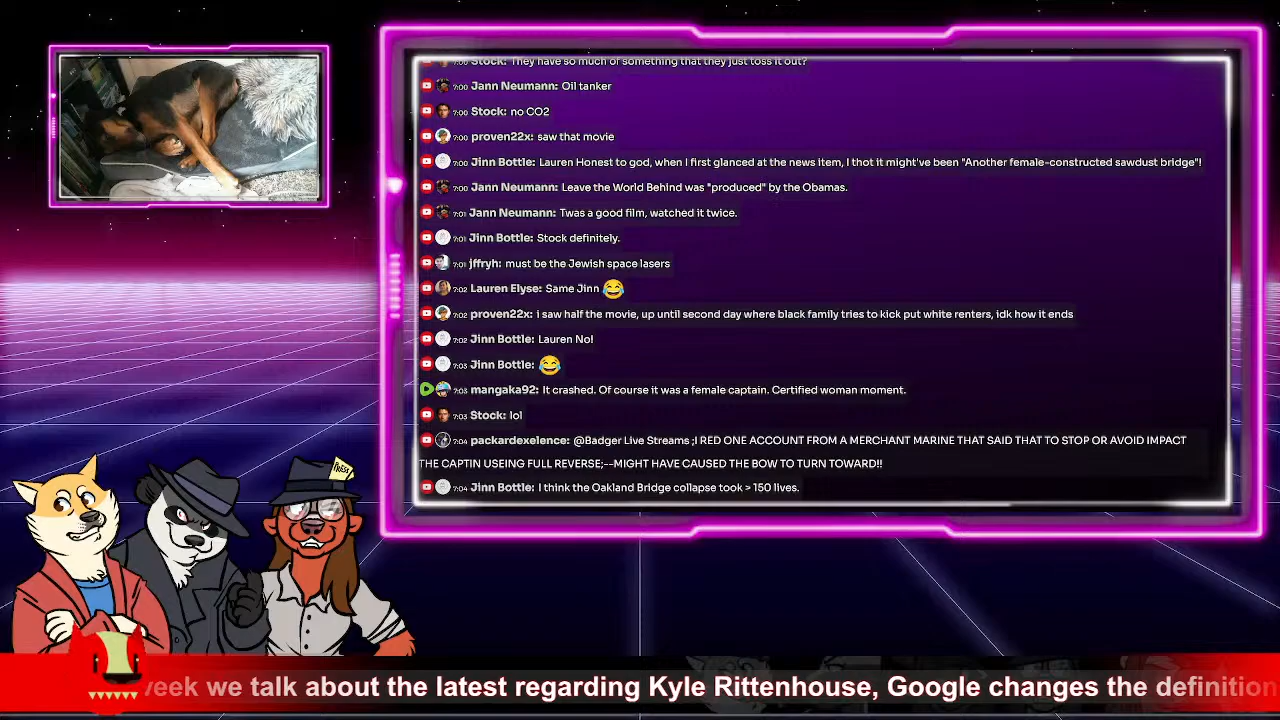 Stock: They have so much of something that they just toss it out?
7:00 Jann Neumann: Oil tanker
7:00 Stock: no CO2
7:00 proven22x: saw that movie
7:00 Jinn Bottle: Lauren Honest to god, when I first glanced at the news item, I thot it might've been "Another female-constructed sawdust bridge"!
7:00 Jann Neumann: Leave the World Behind was "produced" by the Obamas.
7:01 Jann Neumann: Twas a good film, watched it twice.
7:01 Jinn Bottle: Stock definitely.
7:01 jffryh: must be the Jewish space lasers
7:02 Lauren Elyse: Same Jinn 😂
7:02 proven22x: I saw half the movie, up until second day where black family tries to kick put white renters, idk how it ends
7:02 Jinn Bottle: Lauren No!
7:03 Jinn Bottle: 😂
7:03 mangaka92: It crashed. Of course it was a female captain. Certified woman moment.
7:03 Stock: lol
7:04 packardexelence: @Badger Live Streams ;I RED ONE ACCOUNT FROM A MERCHANT MARINE THAT SAID THAT TO STOP OR AVOID IMPACT
THE CAPTIN USEING FULL REVERSE;--MIGHT HAVE CAUSED THE BOW TO TURN TOWARD!!
7:04 Jinn Bottle: I think the Oakland Bridge collapse took > 150 lives.
PRESS
week we talk about the latest regarding Kyle Rittenhouse, Google changes the definition